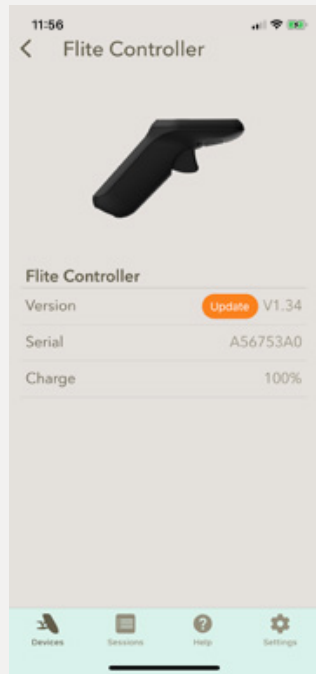 11:56
Flite Controller
Flite Controller
Version Update V1.34
Serial A56753A0
Charge 100%
Devices Sessions Help Settings